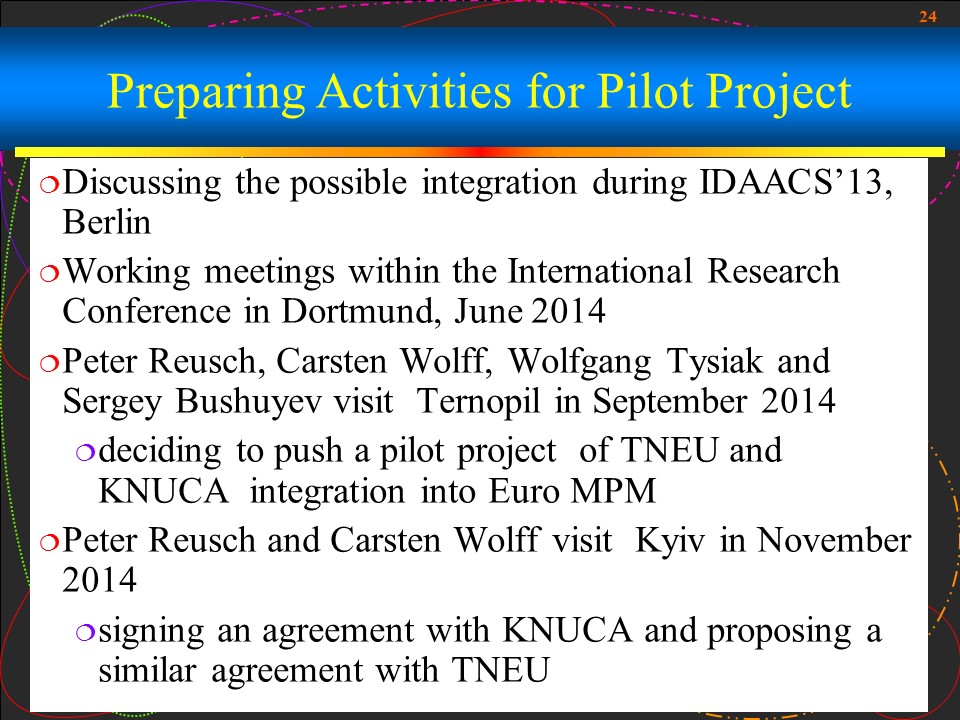 24
Preparing Activities for Pilot Project
Discussing the possible integration during IDAACS’13,
Berlin
Working meetings within the International Research
Conference in Dortmund, June 2014
Peter Reusch, Carsten Wolff, Wolfgang Tysiak and
Sergey Bushuyev visit Ternopil in September 2014
deciding to push a pilot project of TNEU and
KNUCA integration into Euro MPM
Peter Reusch and Carsten Wolff visit Kyiv in November
2014
signing an agreement with KNUCA and proposing a
similar agreement with TNEU